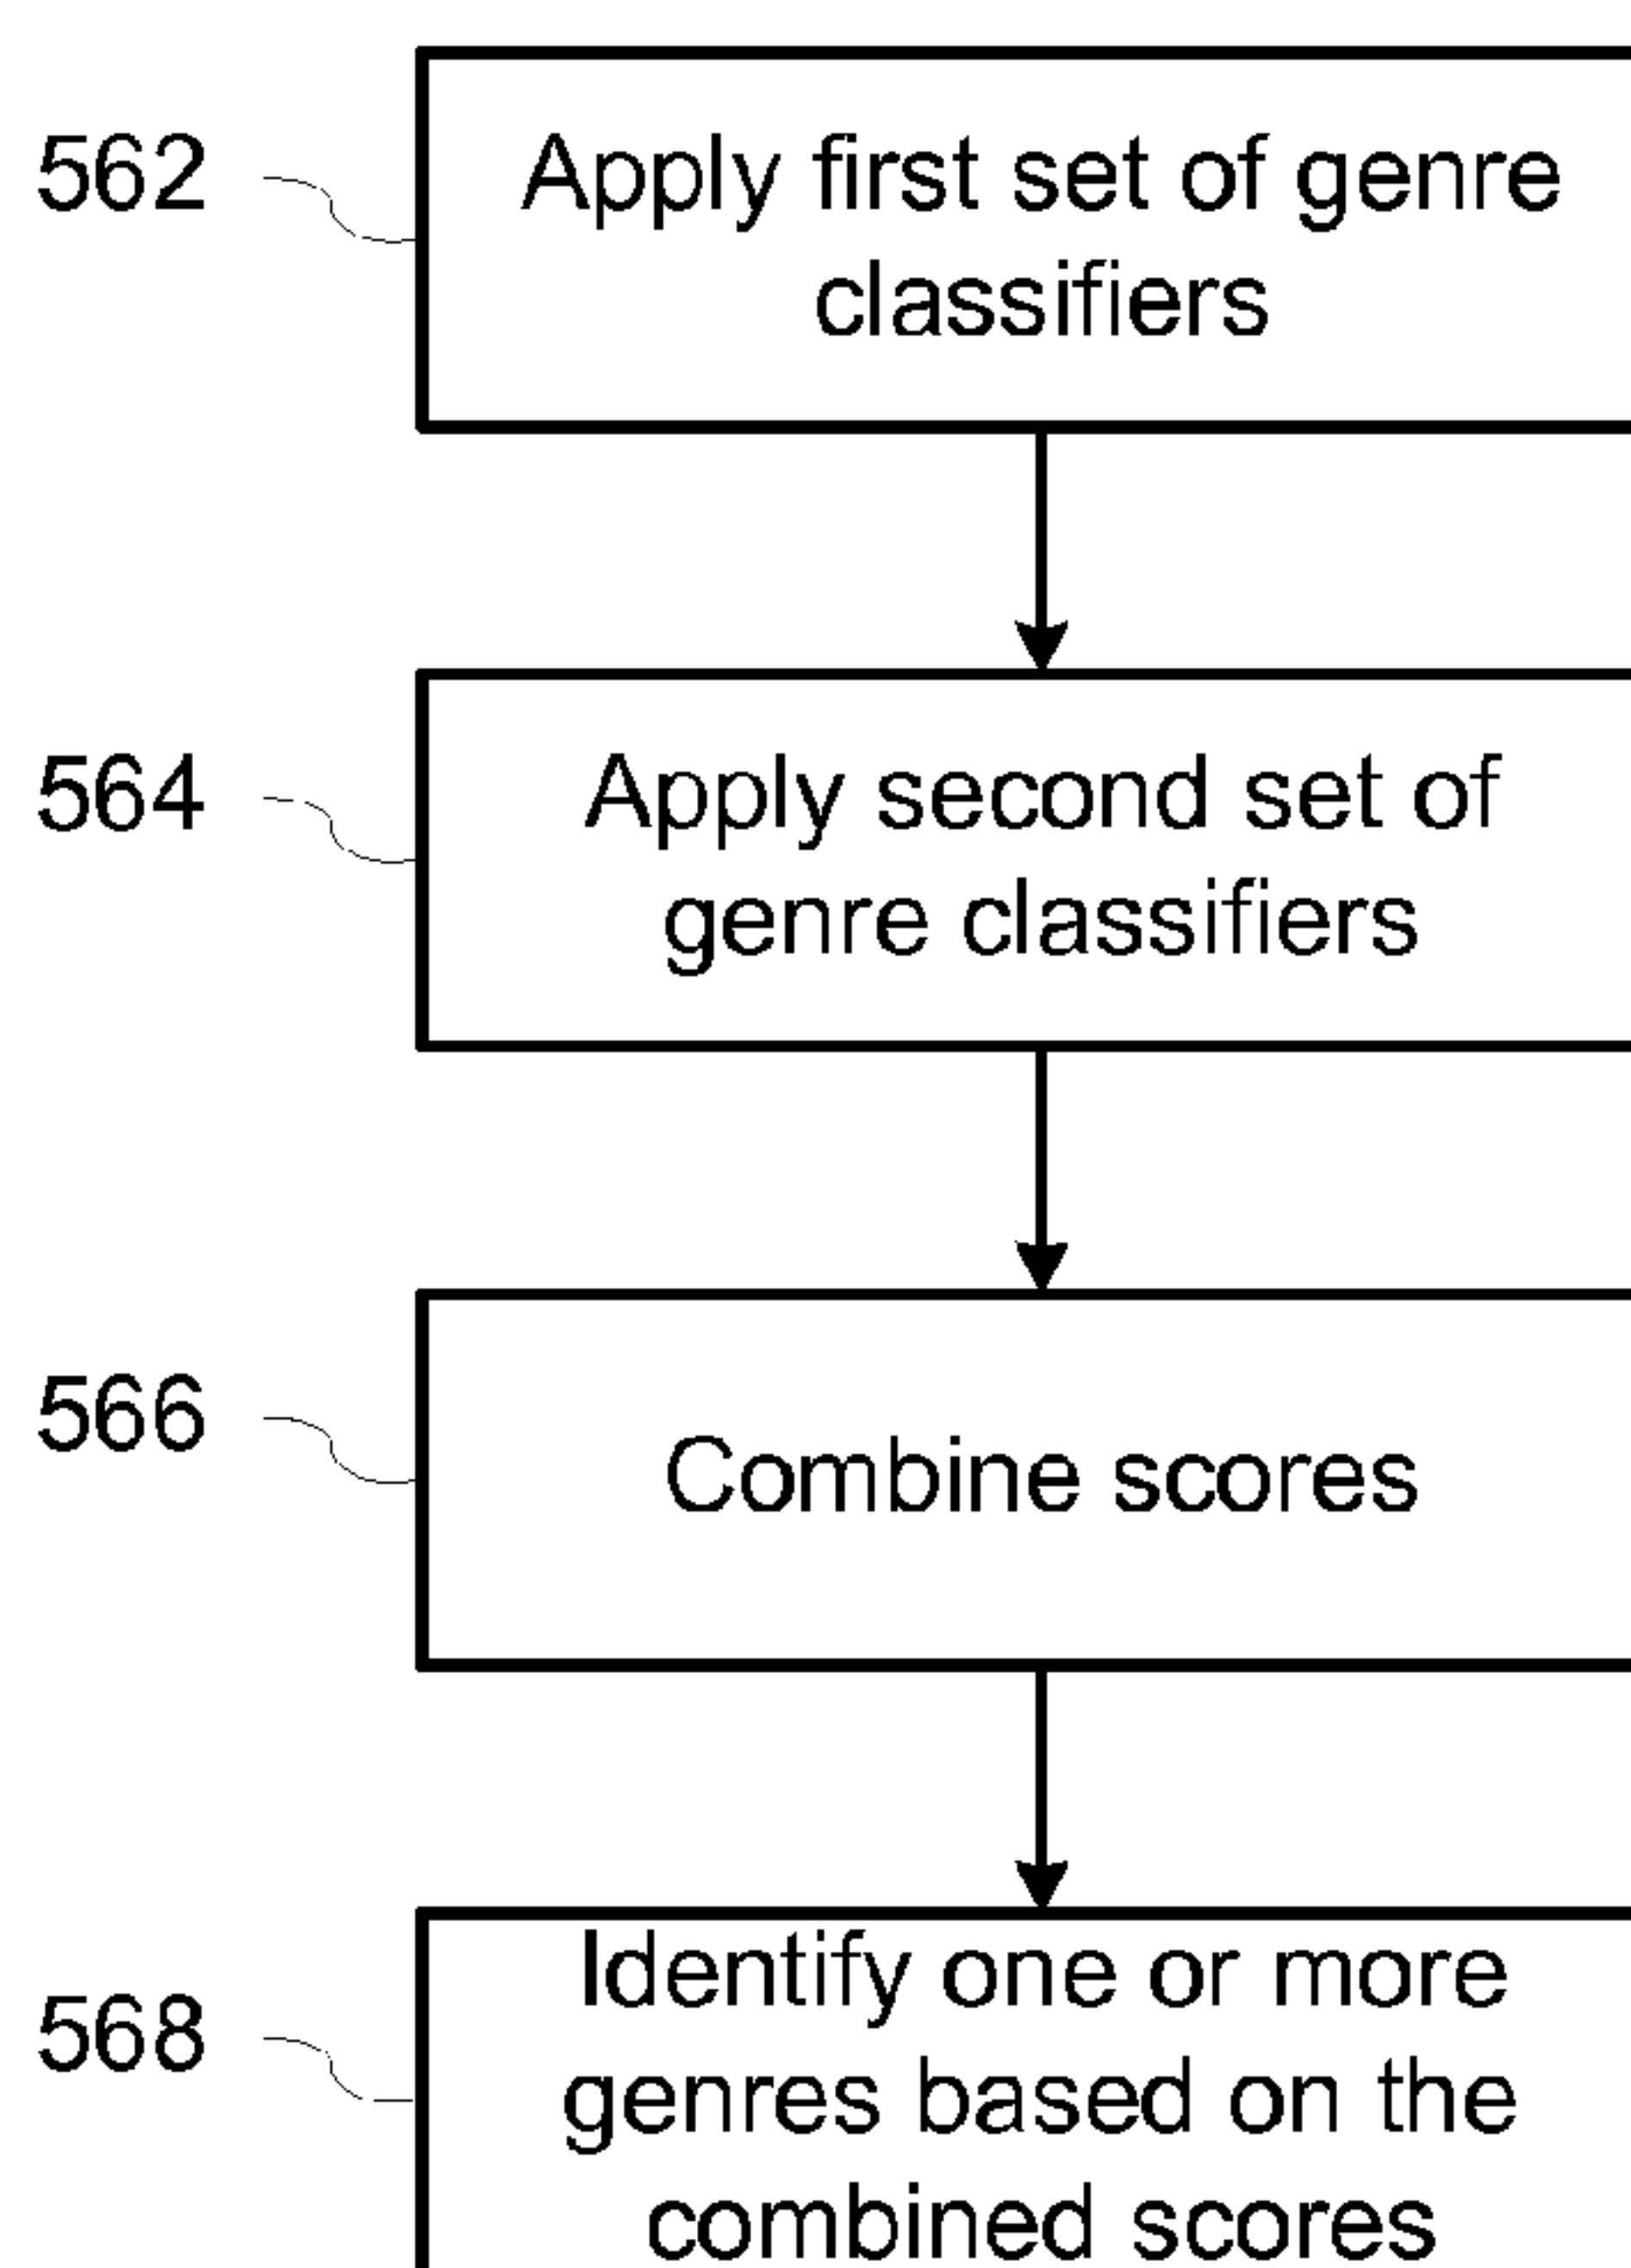 562
Apply first set of genre
classifiers
564
Apply second set of
genre classifiers
566
Combine scores
568
Identify one or more
genres based on the
combined scores